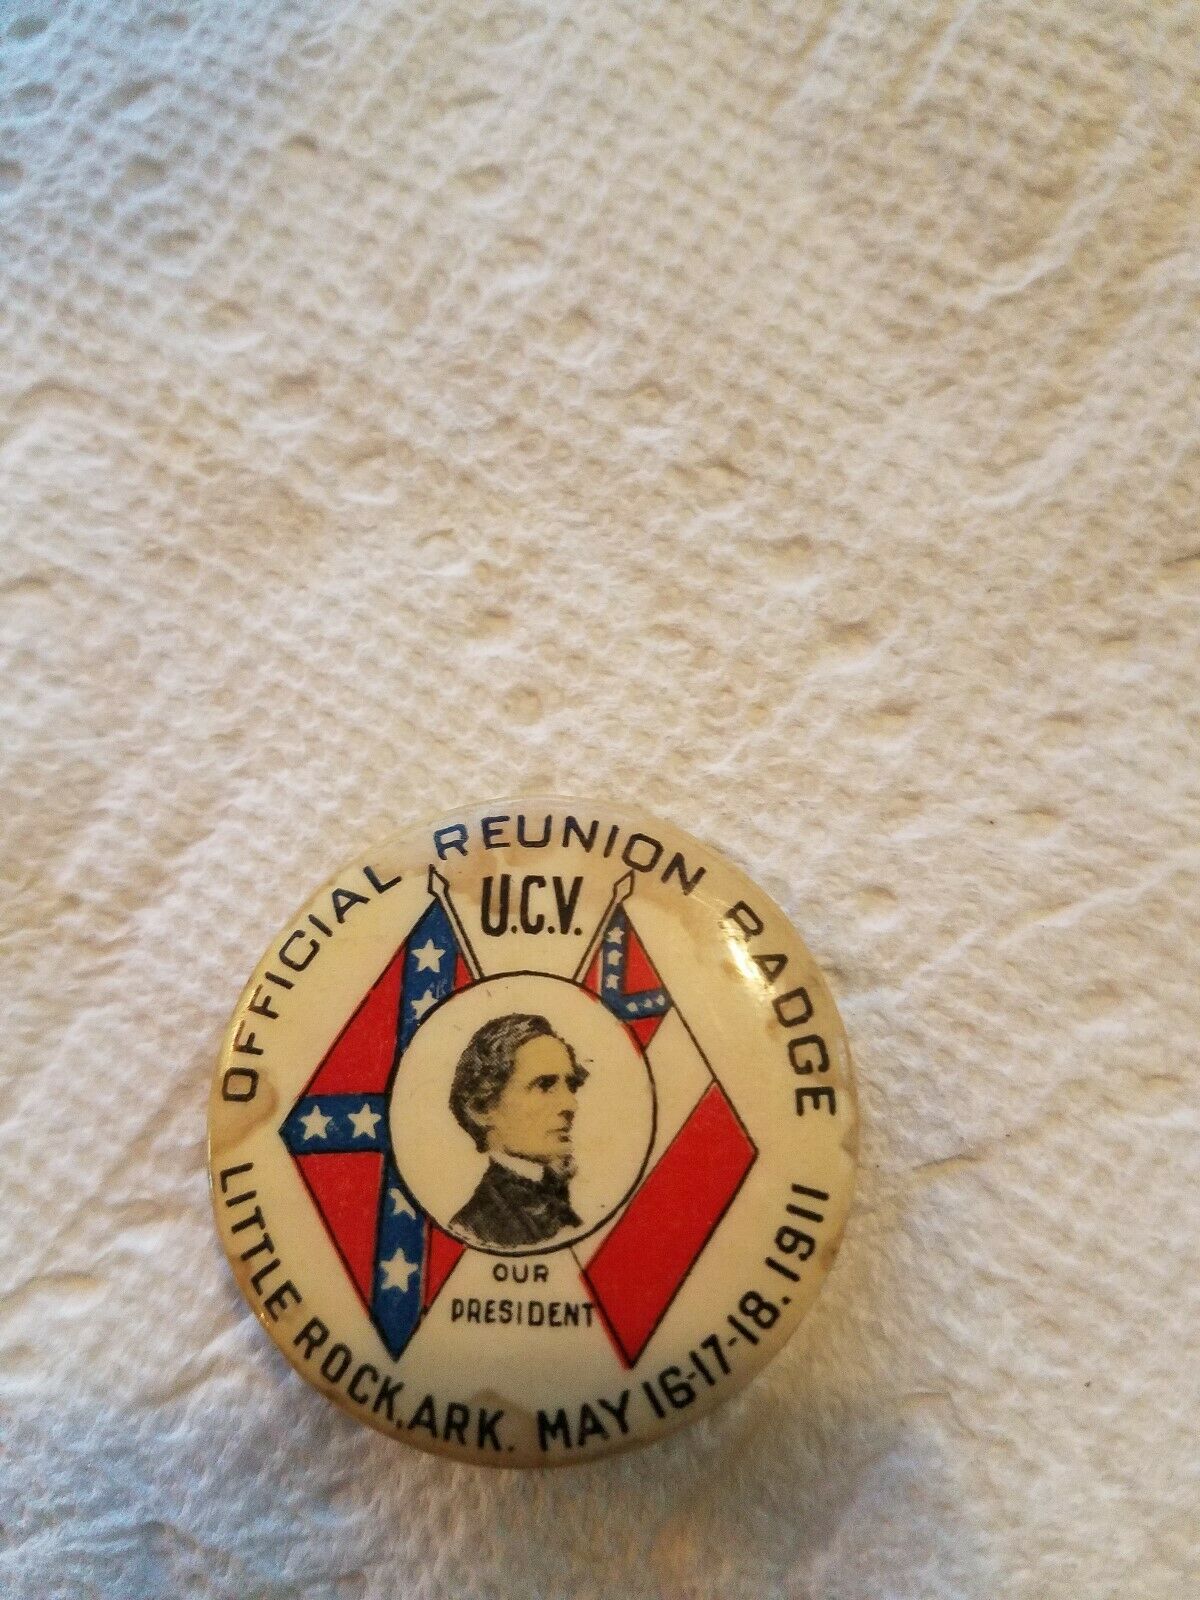 OFFICIAL REUNION BADGE
U.C.V.
OUR
PRESIDENT
LITTLE ROCK, ARK. MAY 16-17-18. 1911